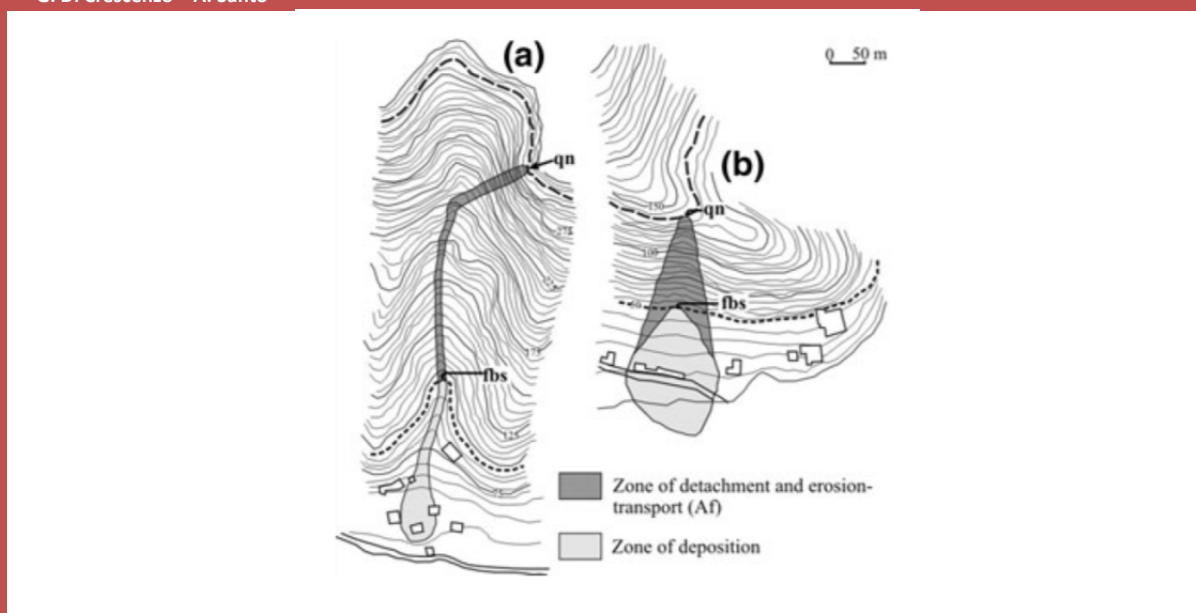 (a)
0 50 m
qn
(b)
150
qn
275
100
fbs
50
175
fbs
125
75
Zone of detachment and erosion-
transport (Af)
Zone of deposition